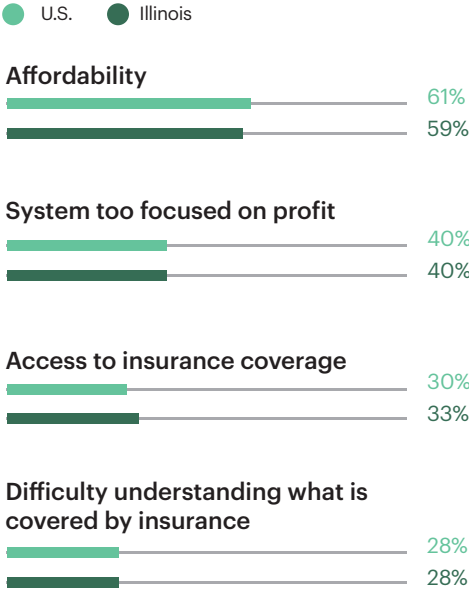 U.S. Illinois
Affordability
61%
59%
System too focused on profit
40%
40%
Access to insurance coverage
30%
33%
Difficulty understanding what is
covered by insurance
28%
28%